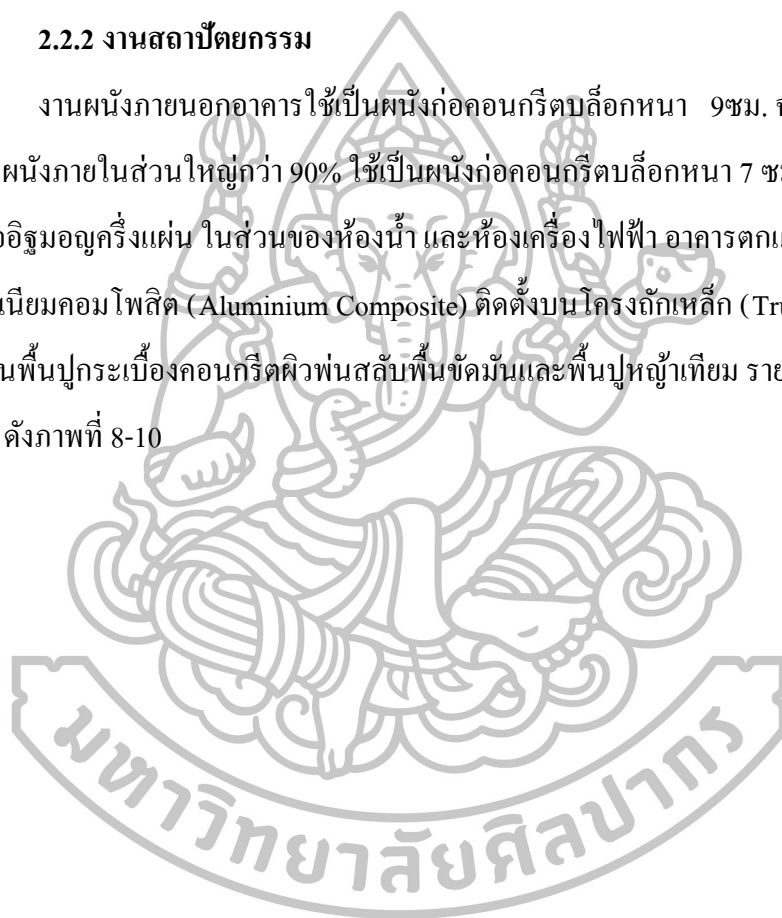 2.2.2 งานสถาปัตยกรรม
งานผนังภายนอกอาคารใช้เป็นผนังก่อคอนกรีตบล็อกหนา 9ซม.
ผนังภายในส่วนใหญ่กว่า 90% ใช้เป็นผนังก่อคอนกรีตบล็อกหนา 7
อิฐมอญครึ่งแผ่น ในส่วนของห้องน้ำ และห้องเครื่องไฟฟ้า อาคารตกแ
นียมคอมโพสิต (Aluminium Composite) ติดตั้งบนโครงถักเหล็ก (Tru
นพื้นปูกระเบื้องคอนกรีตผิวพ่นสลับพื้นขัดมันและพื้นปูหญ้าเทียม ราย
ดังภาพที่ 8-10
มหาวิทยาลัยศิลปากร